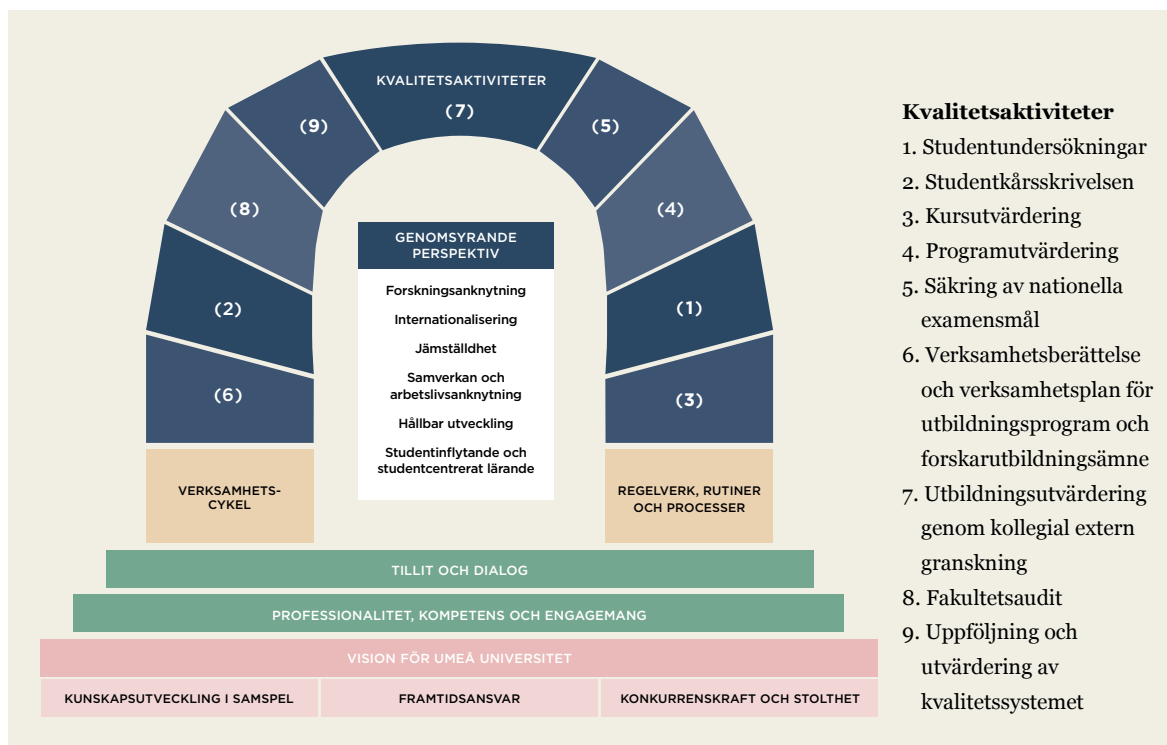 KVALITETSAKTIVITETER
(7)
(9)
(5)
(8)
(4)
(2)
(1)
(6)
(3)
GENOMSYRANDE
PERSPEKTIV
Forskningsanknytning
Internationalisering
Jämställdhet
Samverkan och
arbetslivsanknytning
Hållbar utveckling
Studentinflytande och
studentcentrerat lärande
VERKSAMHETS-
CYKEL
REGELVERK, RUTINER
OCH PROCESSER
TILLIT OCH DIALOG
PROFESSIONALITET, KOMPETENS OCH ENGAGEMANG
VISION FÖR UMEÅ UNIVERSITET
KUNSKAPSUTVECKLING I SAMSPEL
FRAMTIDSANSVAR
KONKURRENSKRAFT OCH STOLTHET
Kvalitetsaktiviteter
1. Studentundersökningar
2. Studentkårsskrivelsen
3. Kursutvärdering
4. Programutvärdering
5. Säkring av nationella
examensmål
6. Verksamhetsberättelse
och verksamhetsplan för
utbildningsprogram och
forskarutbildningsämne
7. Utbildningsutvärdering
genom kollegial extern
granskning
8. Fakultetsaudit
9. Uppföljning och
utvärdering av
kvalitetssystemet